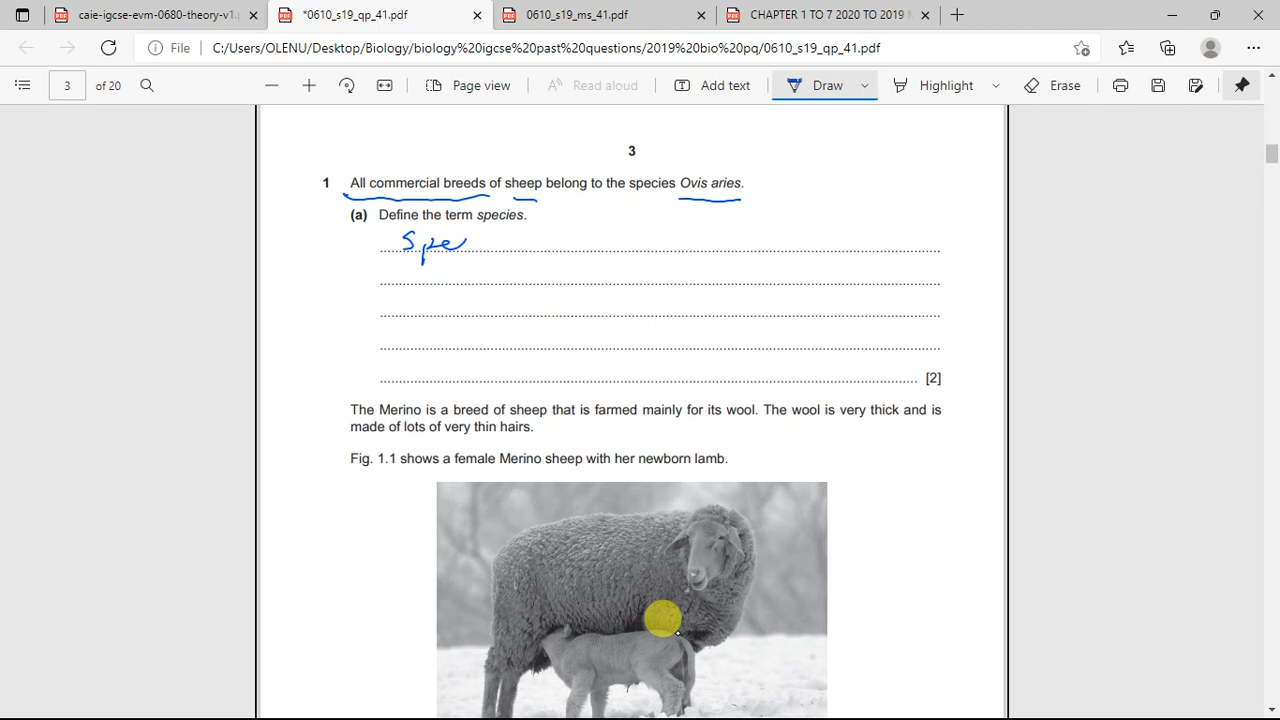 caie-igcse-evm-0680-theory-v1.p
*0610_s19_qp_41.pdf
0610_s19_ms_41.pdf
CHAPTER 1 TO 7 2020 TO 2019 M
File
C:/Users/OLENU/Desktop/Biology/biology%20igcse%20past%20questions/2019%20bio%20pq/0610_s19_qp_41.pdf
3 of 20
Page view
Read aloud
Add text
Draw
Highlight
Erase
3
1 All commercial breeds of sheep belong to the species Ovis aries.
(a) Define the term species.
Spe
[2]
The Merino is a breed of sheep that is farmed mainly for its wool. The wool is very thick and is
made of lots of very thin hairs.
Fig. 1.1 shows a female Merino sheep with her newborn lamb.